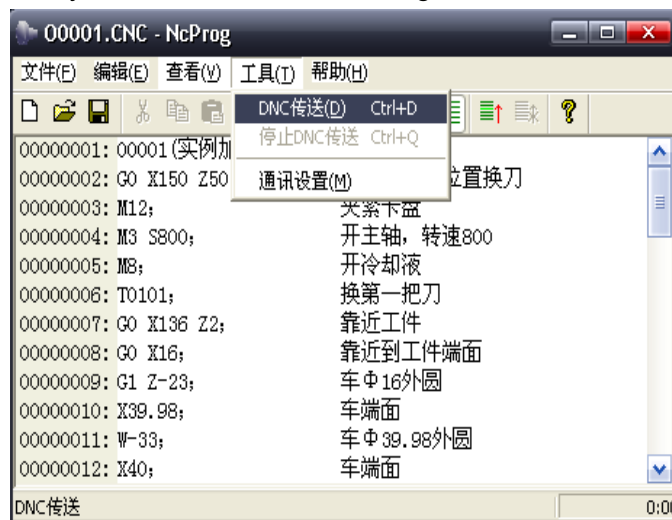 O0001.CNC - NcProg
文件(F) 编辑(E) 查看(V) 工具(T) 帮助(H)
DNC传送(D) Ctrl+D
停止DNC传送 Ctrl+Q
通讯设置(M)
00000001: O0001(实例加
00000002: G0 X150 Z50 位置换刀
00000003: M12; 夹紧卡盘
00000004: M3 S800; 开主轴，转速800
00000005: M8; 开冷却液
00000006: T0101; 换第一把刀
00000007: G0 X136 Z2; 靠近工件
00000008: G0 X16; 靠近到工件端面
00000009: G1 Z-23; 车Φ16外圆
00000010: X39.98; 车端面
00000011: W-33; 车Φ39.98外圆
00000012: X40; 车端面
DNC传送